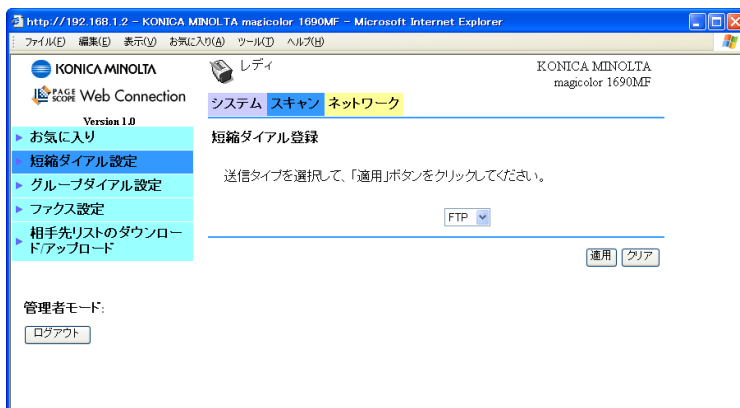 http://192.168.1.2 - KONICA MINOLTA magicolor 1690MF - Microsoft Internet Explorer
ファイル(F) 編集(E) 表示(V) お気に入り(A) ツール(T) ヘルプ(H)
KONICA MINOLTA
レディ
KONICA MINOLTA
magicolor 1690MF
PAGE SCOPE Web Connection
Version 1.0
システム スキャン ネットワーク
お気に入り
短縮ダイアル設定
グループダイアル設定
ファクス設定
相手先リストのダウンロー
ド/アップロード
短縮ダイアル登録
送信タイプを選択して、「適用」ボタンをクリックしてください。
FTP
適用 クリア
管理者モード:
ログアウト